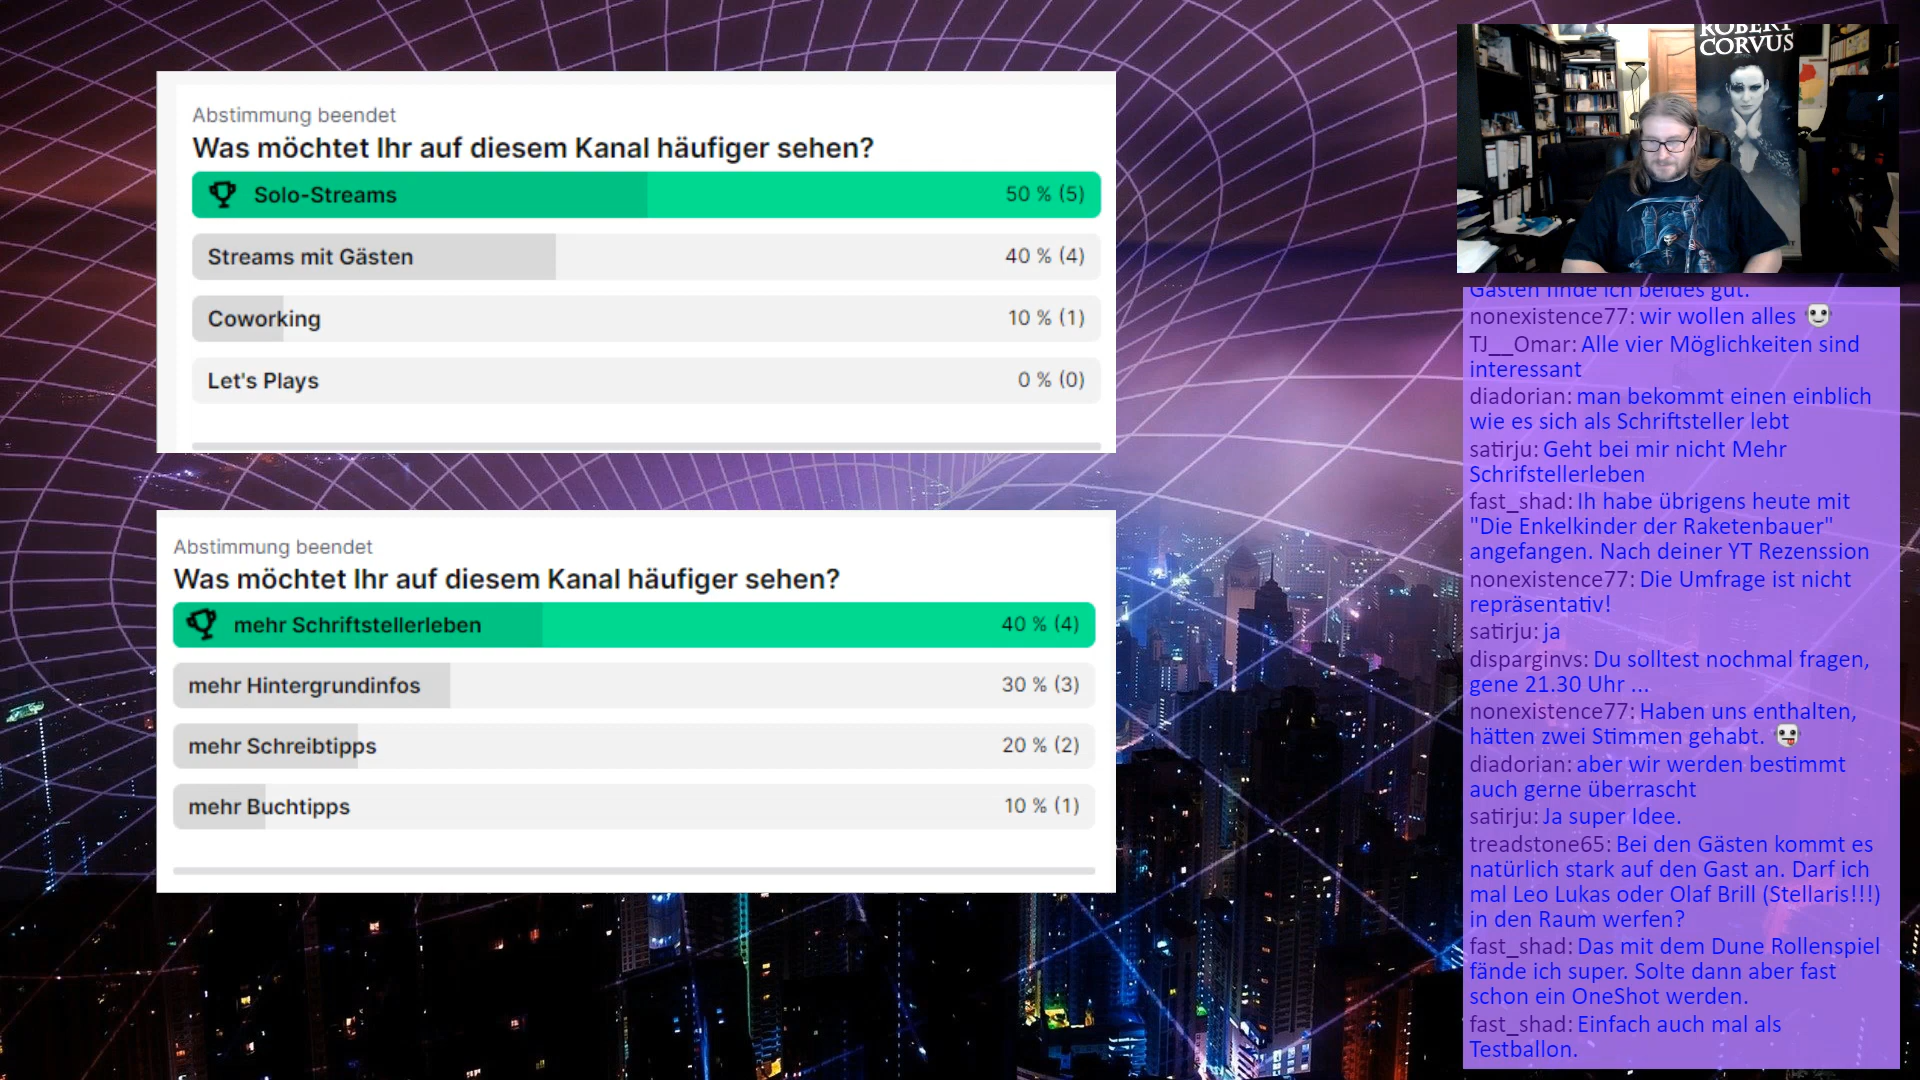 Abstimmung beendet
Was möchtet Ihr auf diesem Kanal häufiger sehen?
Solo-Streams 50 % (5)
Streams mit Gästen 40 % (4)
Coworking 10 % (1)
Let's Plays 0 % (0)
Abstimmung beendet
Was möchtet Ihr auf diesem Kanal häufiger sehen?
mehr Schriftstellerleben 40 % (4)
mehr Hintergrundinfos 30 % (3)
mehr Schreibtipps 20 % (2)
mehr Buchtipps 10 % (1)
ROBERT
CORVUS
Gästen finde ich beides gut.
nonexistence77: wir wollen alles
TJ__Omar: Alle vier Möglichkeiten sind
interessant
diadorian: man bekommt einen einblich
wie es sich als Schriftsteller lebt
satirju: Geht bei mir nicht Mehr
Schrifstellerleben
fast_shad: Ih habe übrigens heute mit
"Die Enkelkinder der Raketenbauer"
angefangen. Nach deiner YT Rezenssion
nonexistence77: Die Umfrage ist nicht
repräsentativ!
satirju: ja
disparginvs: Du solltest nochmal fragen,
gene 21.30 Uhr ...
nonexistence77: Haben uns enthalten,
hätten zwei Stimmen gehabt.
diadorian: aber wir werden bestimmt
auch gerne überrascht
satirju: Ja super Idee.
treadstone65: Bei den Gästen kommt es
natürlich stark auf den Gast an. Darf ich
mal Leo Lukas oder Olaf Brill (Stellaris!!!)
in den Raum werfen?
fast_shad: Das mit dem Dune Rollenspiel
fände ich super. Solte dann aber fast
schon ein OneShot werden.
fast_shad: Einfach auch mal als
Testballon.